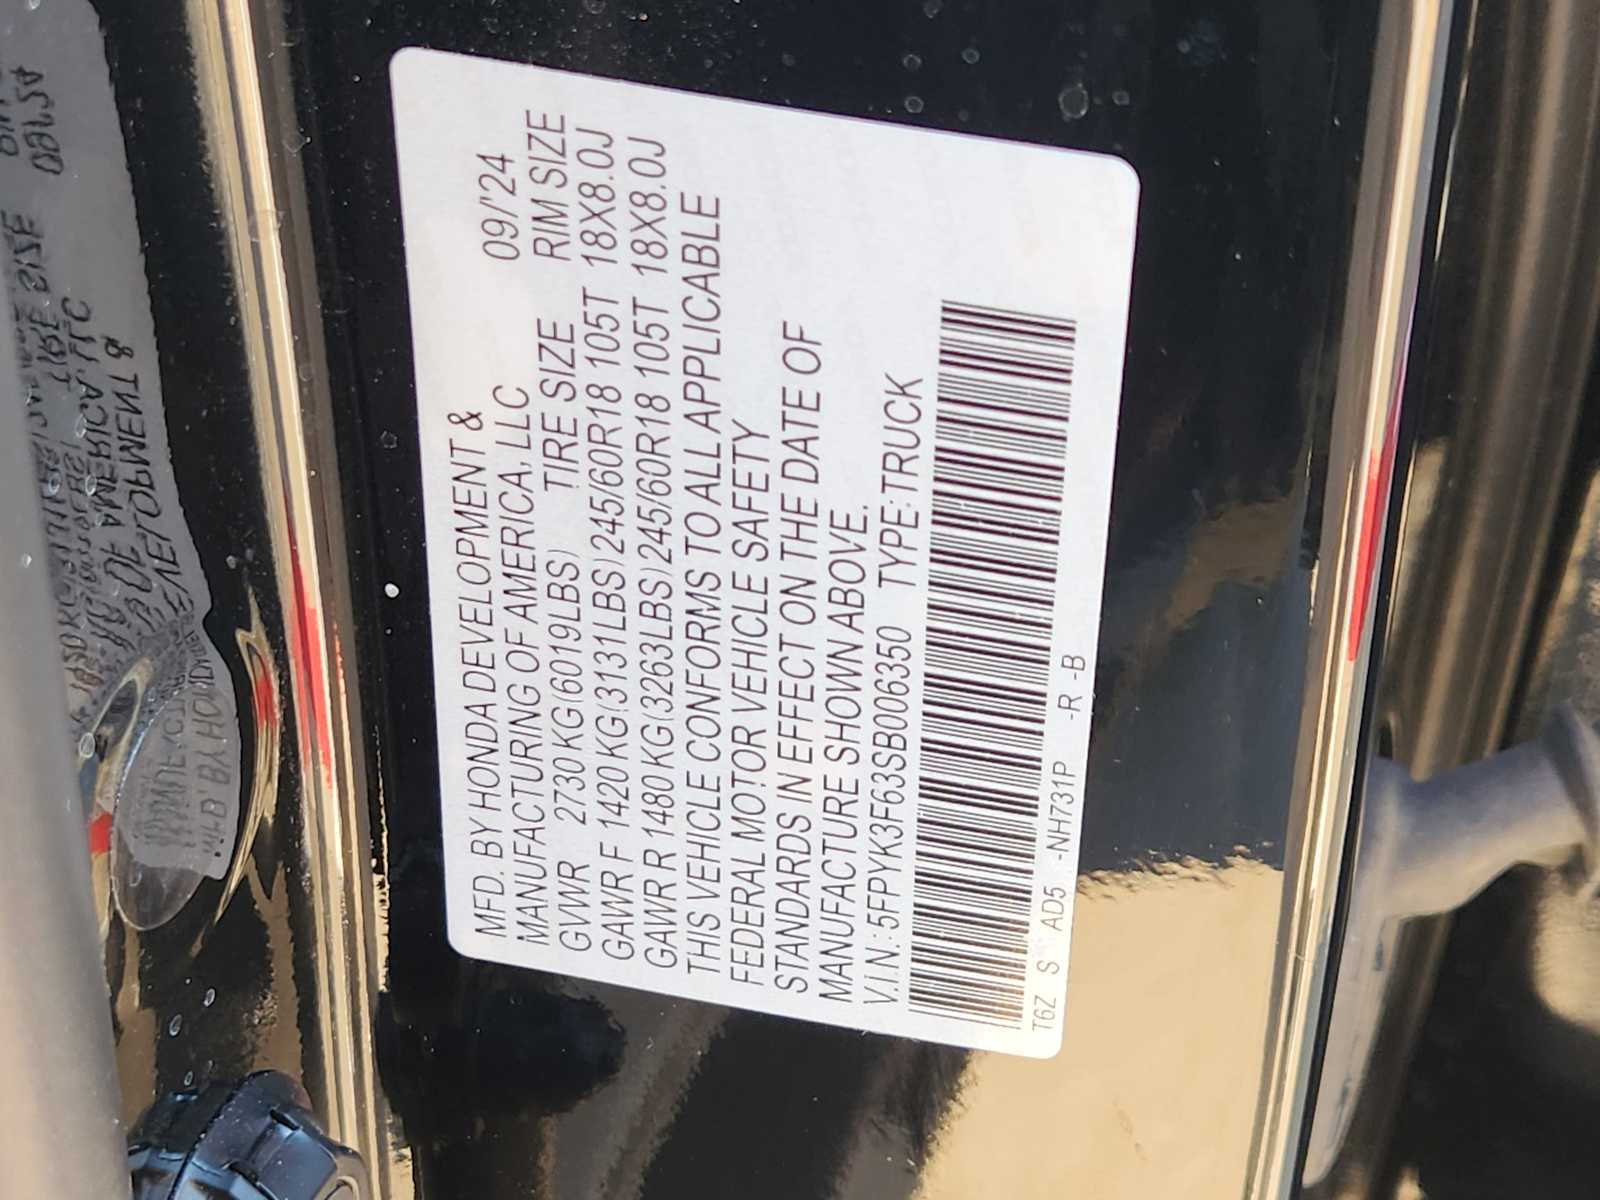 MFD. BY HONDA DEVELOPMENT &
MANUFACTURING OF AMERICA, LLC 09/'24
GVWR 2730 KG(6019LBS) TIRE SIZE RIM SIZE
GAWR F 1420 KG(3131LBS) 245/60R18 105T 18X8.0J
GAWR R 1480 KG(3263LBS) 245/60R18 105T 18X8.0J
THIS VEHICLE CONFORMS TO ALL APPLICABLE
FEDERAL MOTOR VEHICLE SAFETY
STANDARDS IN EFFECT ON THE DATE OF
MANUFACTURE SHOWN ABOVE.
V.I.N.:5FPYK3F63SB006350 TYPE:TRUCK
T6Z S AD5 -NH731P -R -B